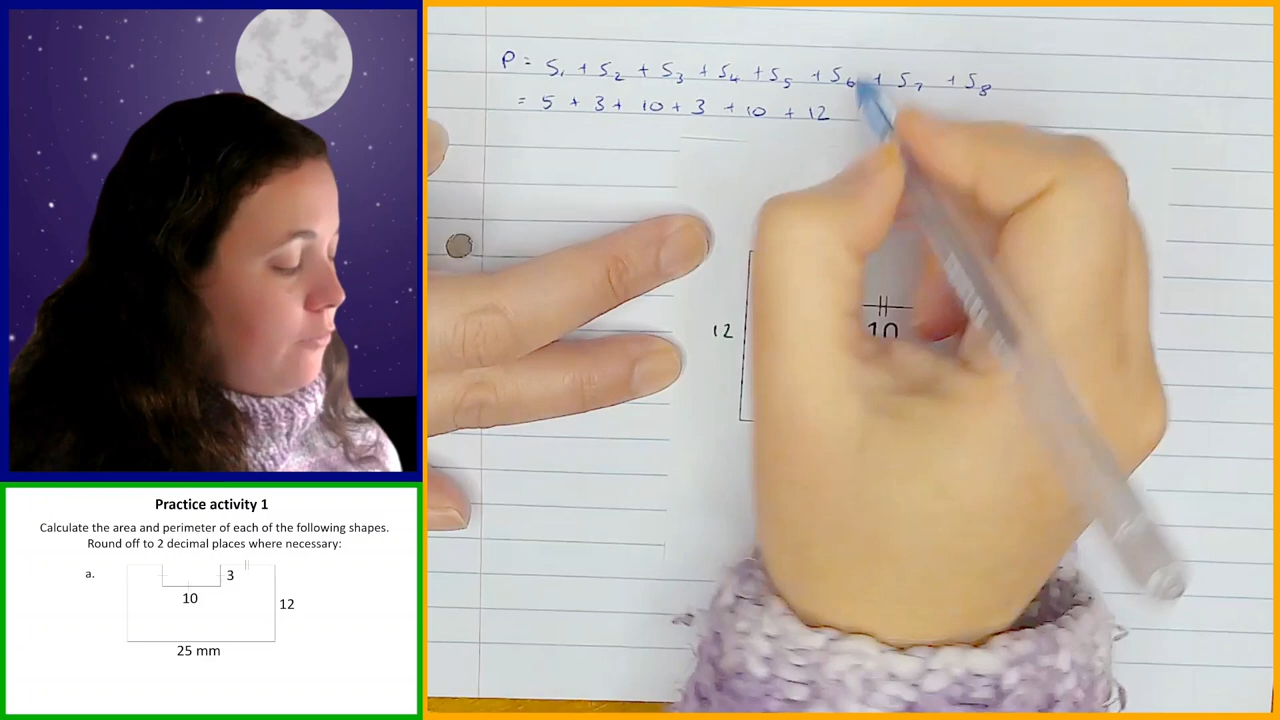 P = S₁ + S₂ + S₃ + S₄ + S₅ + S₆ + S₇ + S₈
= 5 + 3 + 10 + 3 + 10 + 12
12
10
Practice activity 1
Calculate the area and perimeter of each of the following shapes.
Round off to 2 decimal places where necessary:
a.
3
10
12
25 mm